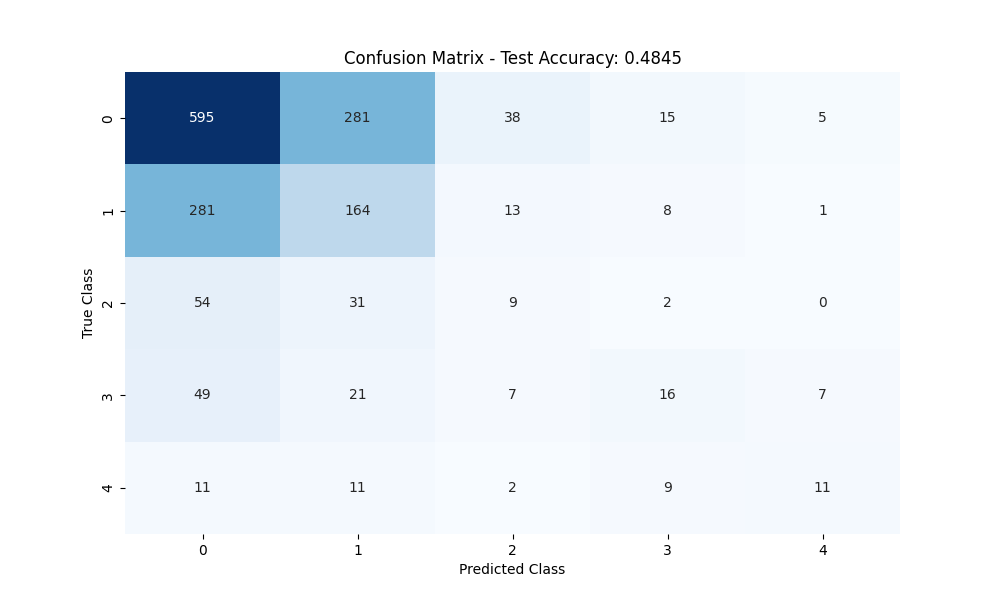 Confusion Matrix - Test Accuracy: 0.4845
True Class
0 595 281 38 15 5
1 281 164 13 8 1
2 54 31 9 2 0
3 49 21 7 16 7
4 11 11 2 9 11
0 1 2 3 4
Predicted Class